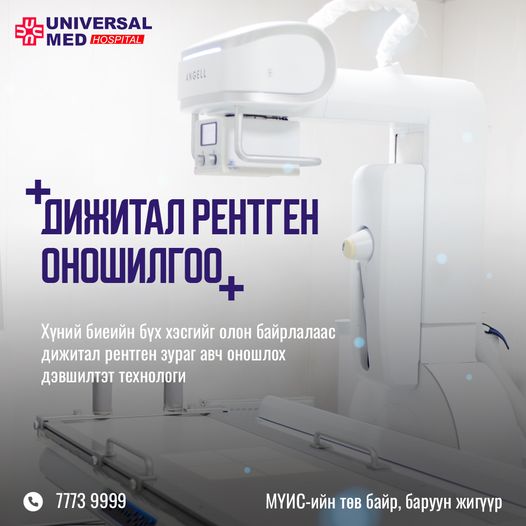 UNIVERSAL
MED HOSPITAL
ANGELL
ДИЖИТАЛ РЕНТГЕН
ОНОШИЛГОО
Хүний биеийн бүх хэсгийг олон байрлалаас
дижитал рентген зураг авч оношлох
дэвшилтэт технологи
7773 9999
МҮИС-ийн төв байр, баруун жигүүр